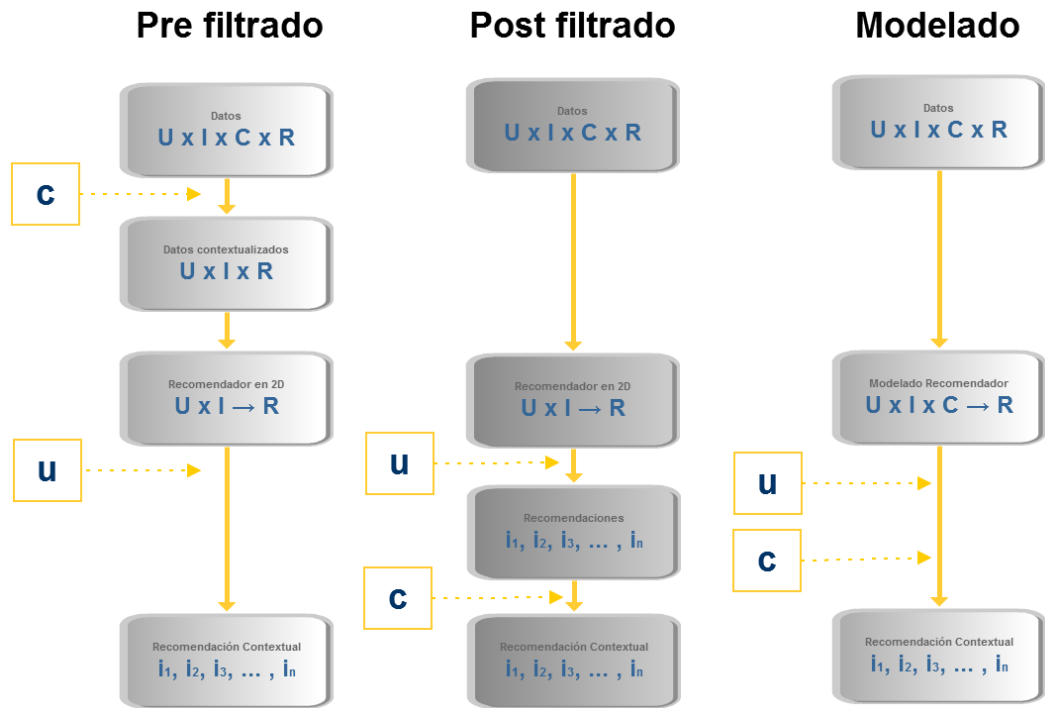 Pre filtrado
Datos
U x I x C x R
c
Datos contextualizados
U x I x R
Recomendador en 2D
U x I → R
u
Recomendación Contextual
i₁, i₂, i₃, ... , iₙ
Post filtrado
Datos
U x I x C x R
Recomendador en 2D
U x I → R
u
Recomendaciones
i₁, i₂, i₃, ... , iₙ
c
Recomendación Contextual
i₁, i₂, i₃, ... , iₙ
Modelado
Datos
U x I x C x R
Modelado Recomendador
U x I x C → R
u
c
Recomendación Contextual
i₁, i₂, i₃, ... , iₙ